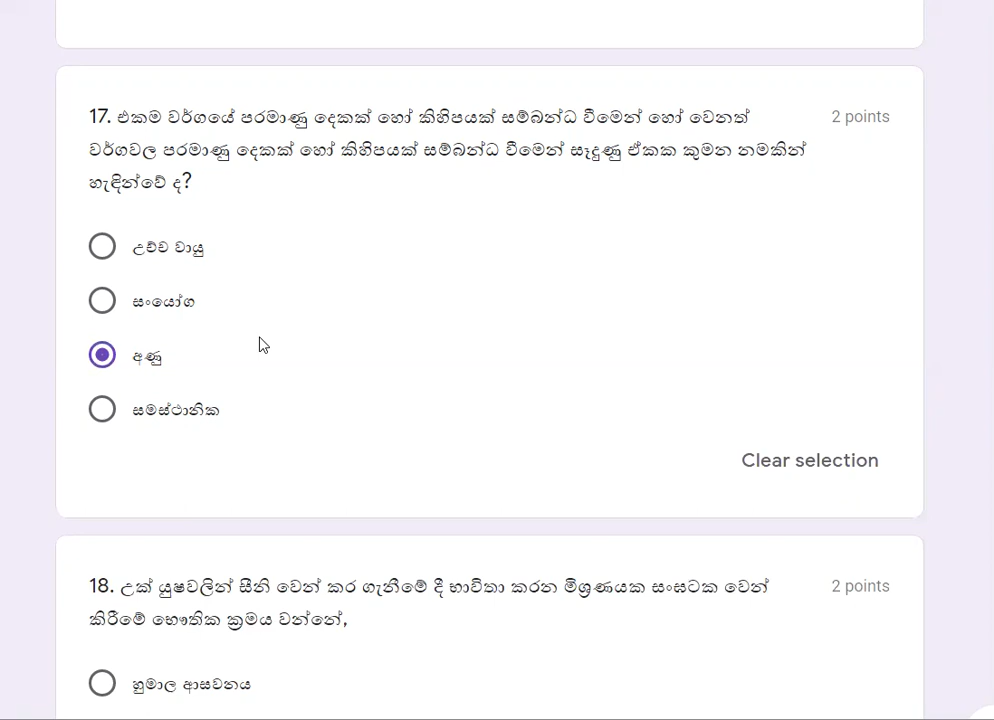 17. එකම වර්ගයේ පරමාණු දෙකක් හෝ කිහිපයක් සම්බන්ධ වීමෙන් හෝ වෙනත්
2 points
වර්ගවල පරමාණු දෙකක් හෝ කිහිපයක් සම්බන්ධ වීමෙන් සෑදුණු ඒකක කුමන නමකින්
හැඳින්වේ ද?
උච්ච වායු
සංයෝග
අණු
සමස්ථානික
Clear selection
18. උක් යුෂවලින් සීනි වෙන් කර ගැනීමේ දී භාවිතා කරන මිශ්‍රණයක සංඝටක වෙන්
2 points
කිරීමේ භෞතික ක්‍රමය වන්නේ,
හුමාල ආසවනය